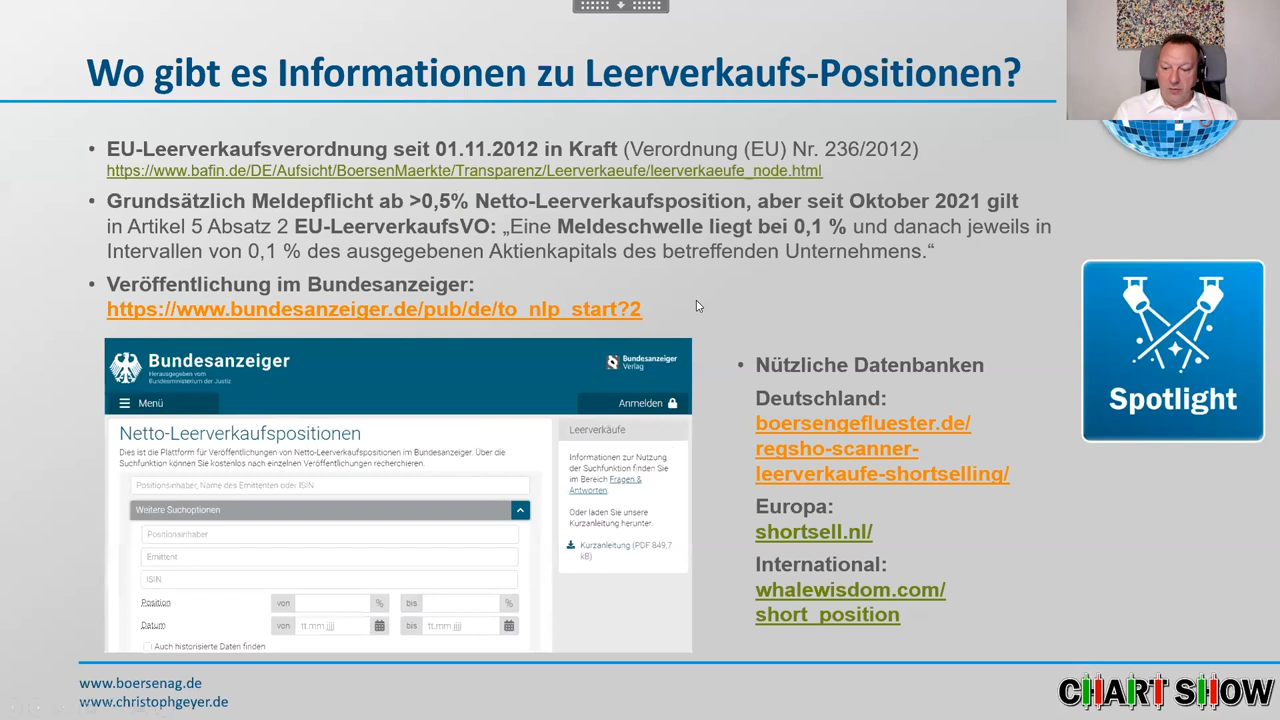 Wo gibt es Informationen zu Leerverkaufs-Positionen?
• EU-Leerverkaufsverordnung seit 01.11.2012 in Kraft (Verordnung (EU) Nr. 236/2012)
https://www.bafin.de/DE/Aufsicht/BoersenMaerkte/Transparenz/Leerverkaeufe/leerverkaeufe_node.html
• Grundsätzlich Meldepflicht ab >0,5% Netto-Leerverkaufsposition, aber seit Oktober 2021 gilt
in Artikel 5 Absatz 2 EU-LeerverkaufsVO: „Eine Meldeschwelle liegt bei 0,1 % und danach jeweils in
Intervallen von 0,1 % des ausgegebenen Aktienkapitals des betreffenden Unternehmens.“
• Veröffentlichung im Bundesanzeiger:
https://www.bundesanzeiger.de/pub/de/to_nlp_start?2
Bundesanzeiger
Herausgegeben vom
Bundesministerium der Justiz
Bundesanzeiger
Verlag
Menü
Anmelden
Netto-Leerverkaufspositionen
Dies ist die Plattform für Veröffentlichungen von Netto-Leerverkaufspositionen im Bundesanzeiger. Über die
Suchfunktion können Sie kostenlos nach einzelnen Veröffentlichungen recherchieren.
Positionsinhaber, Name des Emittenten oder ISIN
Weitere Suchoptionen
Positionsinhaber
Emittent
ISIN
Position von % bis %
Datum von tt.mm.jjjj bis tt.mm.jjjj
Auch historisierte Daten finden
Leerverkäufe
Informationen zur Nutzung
der Suchfunktion finden Sie
im Bereich Fragen &
Antworten.
Oder laden Sie unsere
Kurzanleitung herunter.
Kurzanleitung (PDF 849,7
kB)
• Nützliche Datenbanken
Deutschland:
boersengefluester.de/
regsho-scanner-
leerverkaufe-shortselling/
Europa:
shortsell.nl/
International:
whalewisdom.com/
short_position
Spotlight
www.boersenag.de
www.christophgeyer.de
CHART SHOW